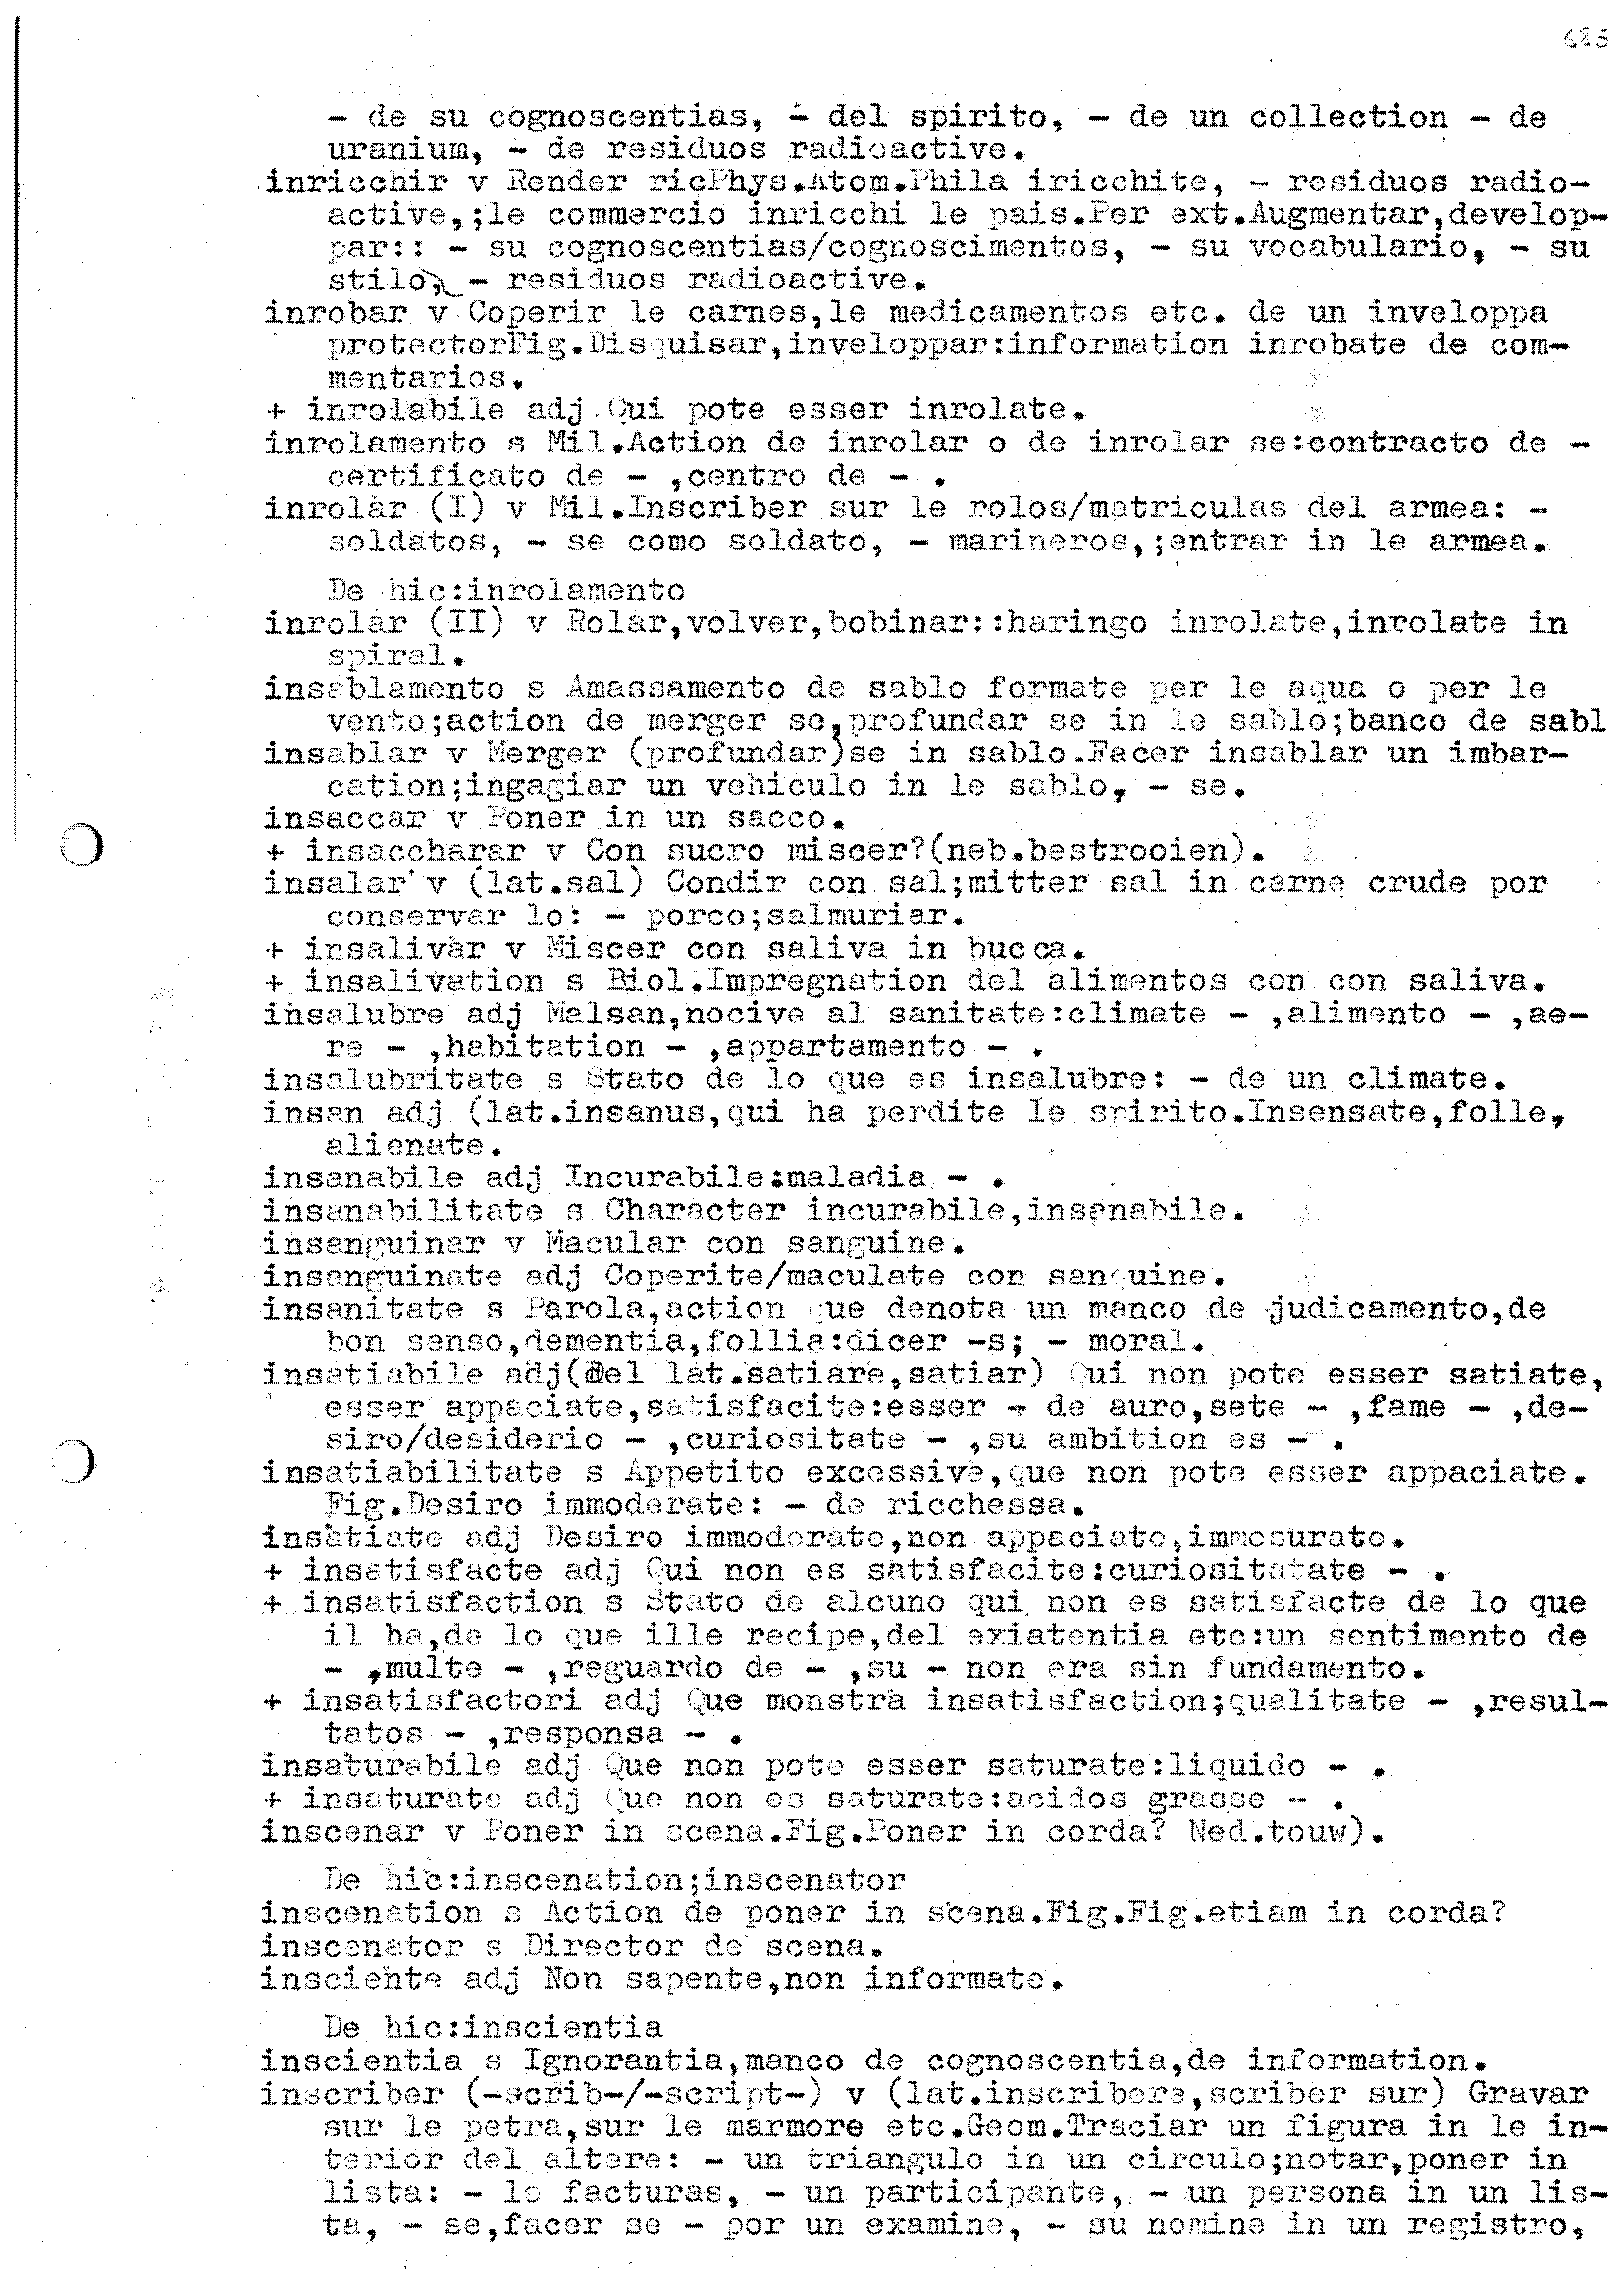 - de su cognoscentias, - del spirito, - de un collection - de
uranium, - de residuos radioactive.
inricchir v Render ricPhys.Atom.Phila iricchite, - residuos radio-
active,;le commercio inricchi le pais.Per ext.Augmentar,develop-
par:: - su cognoscentias/cognoscimentos, - su vocabulario, - su
stilo, - residuos radioactive.
inrobar v Coperir le carnes,le medicamentos etc. de un inveloppa
protectorFig.Disquisar,inveloppar:information inrobate de com-
mentarios.
+ inrolabile adj Qui pote esser inrolate.
inrolamento s Mil.Action de inrolar o de inrolar se:contracto de -
certificato de - ,centro de - .
inrolar (I) v Mil.Inscriber sur le rolos/matriculas del armea: -
soldatos, - se como soldato, - marineros,;entrar in le armea.
De hic:inrolamento
inrolar (II) v Rolar,volver,bobinar::haringo inrolate,inrolate in
spiral.
insablamento s Amassamento de sablo formate per le aqua o per le
vento;action de merger se,profundar se in le sablo;banco de sabl
insablar v Merger (profundar)se in sablo.Facer insablar un imbar-
cation;ingagiar un vehiculo in le sablo, - se.
insaccar v Poner in un sacco.
+ insaccharar v Con sucro miscer?(neb.bestrooien).
insalar v (lat.sal) Condir con sal;mitter sal in carne crude por
conservar lo: - porco;salmuriar.
+ insalivar v Miscer con saliva in bucca.
+ insalivation s Biol.Impregnation del alimentos con con saliva.
insalubre adj Malsan,nocive al sanitate:climate - ,alimento - ,ae-
re - ,habitation - ,appartamento - .
insalubritate s Stato de lo que es insalubre: - de un climate.
insan adj (lat.insanus,qui ha perdite le spirito.Insensate,folle,
alienate.
insanabile adj Incurabile:maladia - .
insanabilitate s Character incurabile,insanabile.
insanguinar v Macular con sanguine.
insanguinate adj Coperite/maculate con sanguine.
insanitate s Parola,action que denota un manco de judicamento,de
bon senso,dementia,follia:dicer -s; - moral.
insatiabile adj(del lat.satiare,satiar) Qui non pote esser satiate,
esser appaciate,satisfacite:esser - de auro,sete - ,fame - ,de-
siro/desiderio - ,curiositate - ,su ambition es - .
insatiabilitate s Appetito excessive,que non pote esser appaciate.
Fig.Desiro immoderate: - de ricchessa.
insatiate adj Desiro immoderate,non appaciate,immesurate.
+ insatisfacte adj Qui non es satisfacite:curiositatate - .
+ insatisfaction s Stato de alcuno qui non es satisfacte de lo que
il ha,de lo que ille recipe,del exiatentia etc:un sentimento de
- ,multe - ,reguardo de - ,su - non era sin fundamento.
+ insatisfactori adj Que monstra insatisfaction;qualitate - ,resul-
tatos - ,responsa - .
insaturabile adj Que non pote esser saturate:liquido - .
+ insaturate adj Que non es saturate:acidos grasse - .
inscenar v Poner in scena.Fig.Poner in corda? Ned.touw).
De hic:inscenation;inscenator
inscenation s Action de poner in scena.Fig.Fig.etiam in corda?
inscenator s Director de scena.
insciente adj Non sapente,non informate.
De hic:inscientia
inscientia s Ignorantia,manco de cognoscentia,de information.
inscriber (-scrib-/-script-) v (lat.inscribere,scriber sur) Gravar
sur le petra,sur le marmore etc.Geom.Traciar un figura in le in-
terior del altere: - un triangulo in un circulo;notar,poner in
lista: - le facturas, - un participante, - un persona in un lis-
ta, - se,facer se - por un examine, - su nomine in un registro,